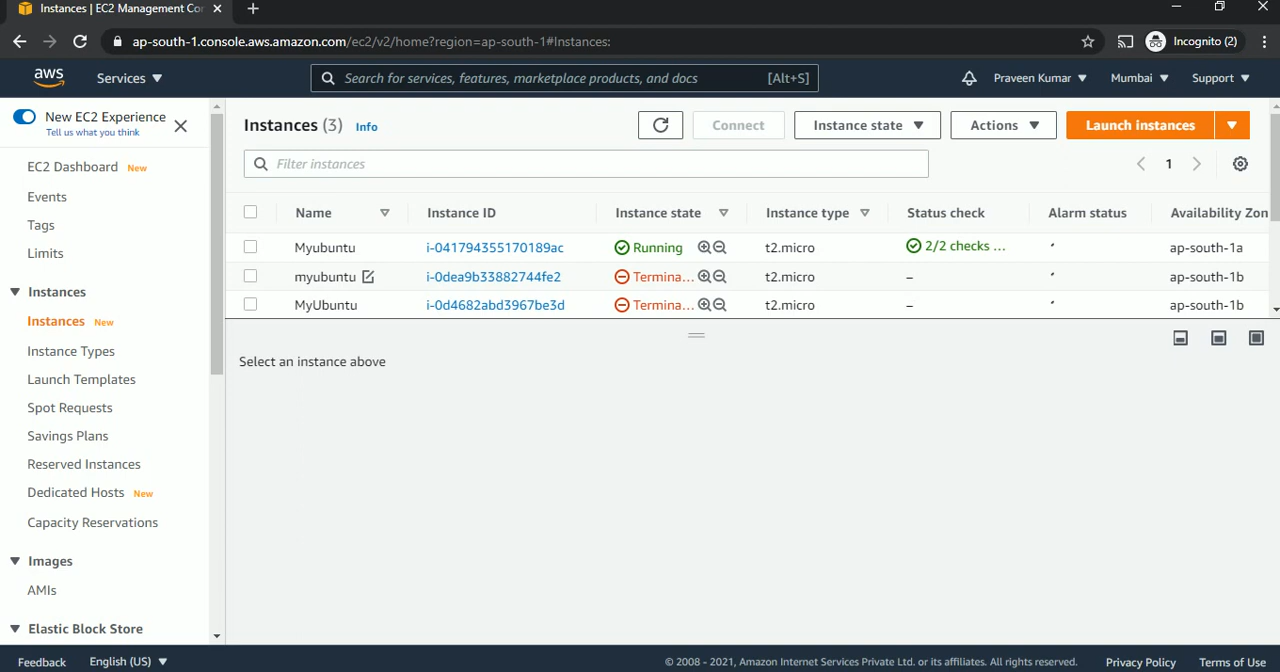 Instances | EC2 Management Co
ap-south-1.console.aws.amazon.com/ec2/v2/home?region=ap-south-1#Instances:
Incognito (2)
aws
Services
Search for services, features, marketplace products, and docs
[Alt+S]
Praveen Kumar
Mumbai
Support
New EC2 Experience
Tell us what you think
EC2 Dashboard New
Events
Tags
Limits
Instances
Instances New
Instance Types
Launch Templates
Spot Requests
Savings Plans
Reserved Instances
Dedicated Hosts New
Capacity Reservations
Images
AMIs
Elastic Block Store
Instances (3) Info
Connect
Instance state
Actions
Launch instances
Filter instances
1
Name Instance ID Instance state Instance type Status check Alarm status Availability Zon
Myubuntu i-041794355170189ac Running t2.micro 2/2 checks ... ap-south-1a
myubuntu i-0dea9b33882744fe2 Termina... t2.micro – ap-south-1b
MyUbuntu i-0d4682abd3967be3d Termina... t2.micro – ap-south-1b
Select an instance above
Feedback English (US) © 2008 - 2021, Amazon Internet Services Private Ltd. or its affiliates. All rights reserved. Privacy Policy Terms of Use